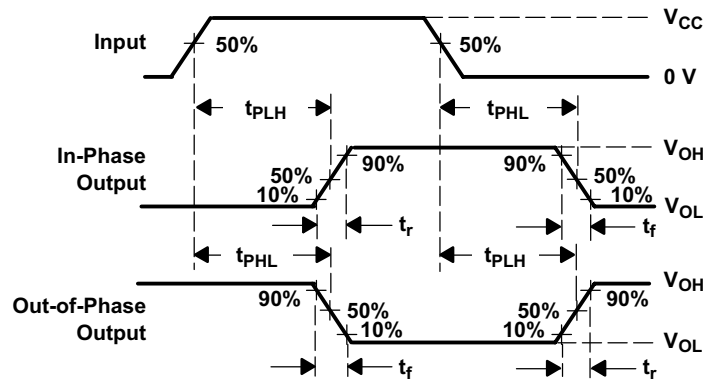 V_CC
Input
50%
50%
0 V
t_PLH
t_PHL
In-Phase
Output
90%
90%
V_OH
50%
50%
10%
10%
V_OL
t_r
t_f
t_PHL
t_PLH
Out-of-Phase
Output
90%
90%
V_OH
50%
50%
10%
10%
V_OL
t_f
t_r